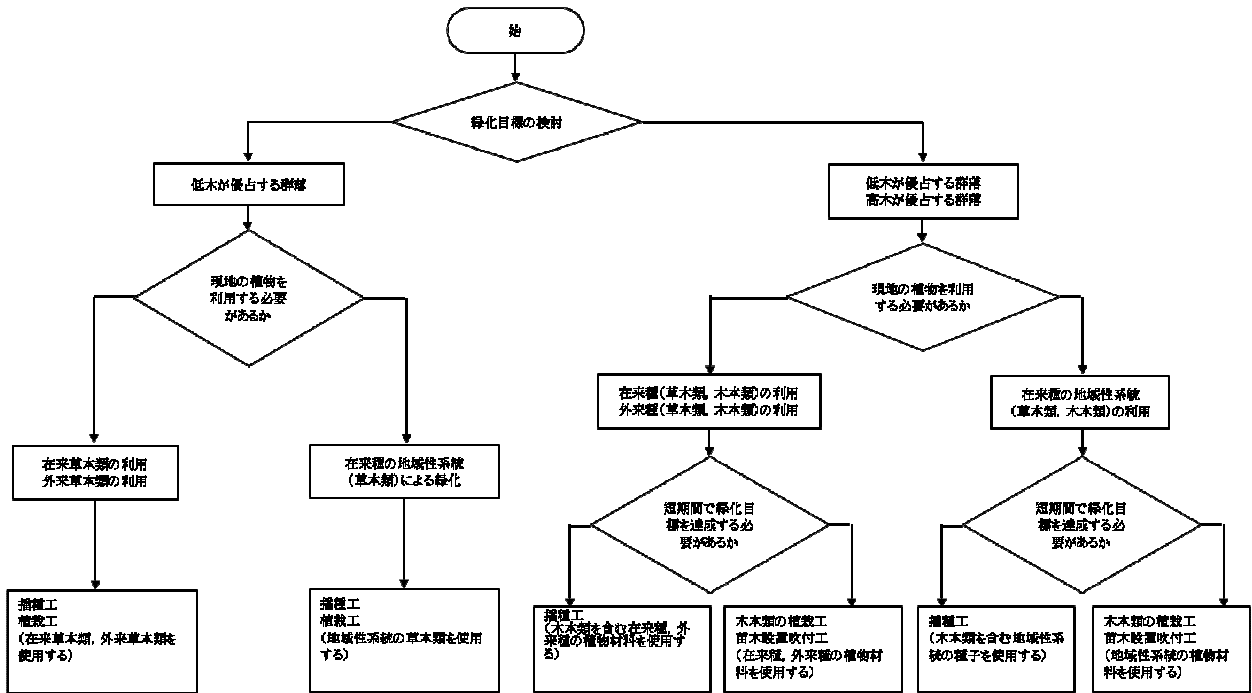 始
緑化目標の検討
低木が優占する群落
低木が優占する群落
高木が優占する群落
現地の植物を
利用する必要
があるか
現地の植物を利用
する必要があるか
在来種(草木類, 木本類)の利用
外来種(草本類, 木本類)の利用
在来種の地域性系統
(草本類, 木本類)の利用
在来草本類の利用
外来草本類の利用
在来種の地域性系統
(草本類)による緑化
短期間で緑化目
標を達成する必
要があるか
短期間で緑化目
標を達成する必
要があるか
播種工
植栽工
(在来草本類, 外来草本類を
使用する)
播種工
植栽工
(地域性系統の草本類を使用
する)
播種工
(木本類を含む在来種, 外
来種の植物材料を使用す
る)
木本類の植栽工
苗木設置吹付工
(在来種, 外来種の植物材
料を使用する)
播種工
(木本類を含む地域性系
統の種子を使用する)
木本類の植栽工
苗木設置吹付工
(地域性系統の植物材
料を使用する)